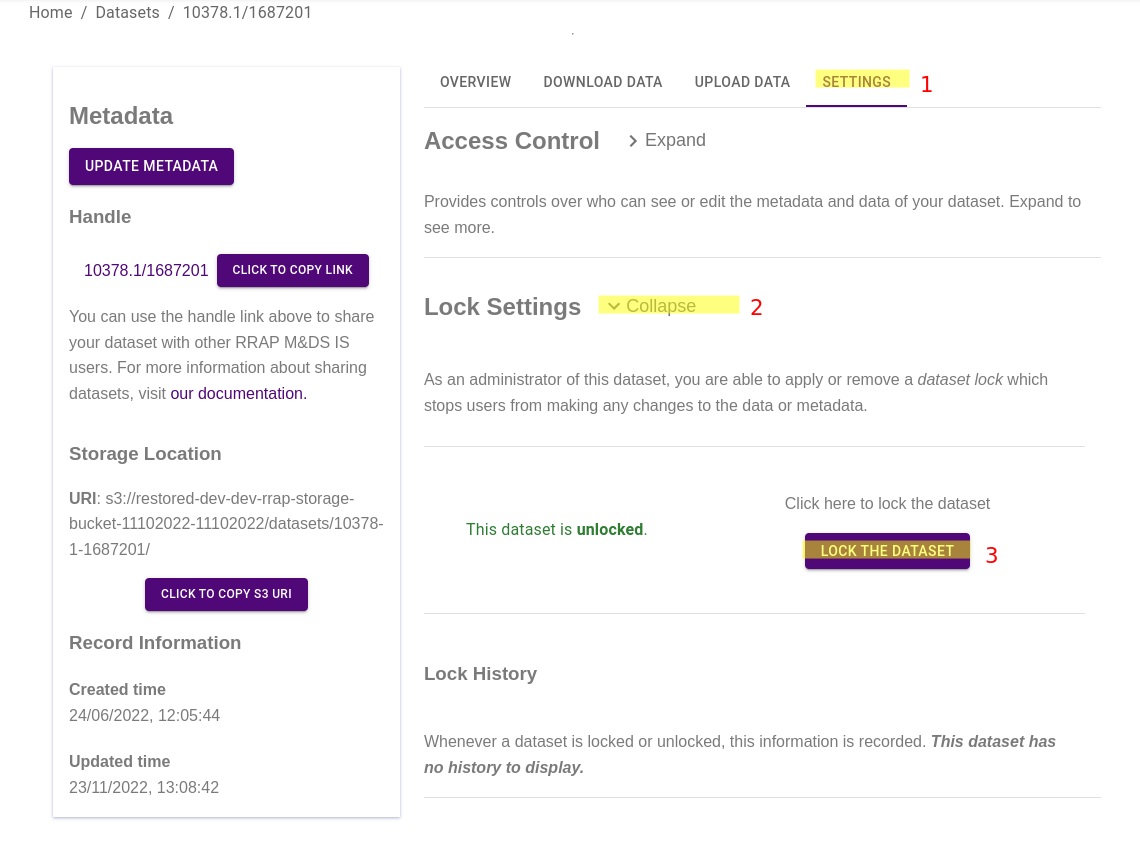 Home / Datasets / 10378.1/1687201
Metadata
UPDATE METADATA
Handle
10378.1/1687201 CLICK TO COPY LINK
You can use the handle link above to share
your dataset with other RRAP M&DS IS
users. For more information about sharing
datasets, visit our documentation.
Storage Location
URI: s3://restored-dev-dev-rrap-storage-
bucket-11102022-11102022/datasets/10378-
1-1687201/
CLICK TO COPY S3 URI
Record Information
Created time
24/06/2022, 12:05:44
Updated time
23/11/2022, 13:08:42
OVERVIEW DOWNLOAD DATA UPLOAD DATA SETTINGS 1
Access Control Expand
Provides controls over who can see or edit the metadata and data of your dataset. Expand to
see more.
Lock Settings Collapse 2
As an administrator of this dataset, you are able to apply or remove a dataset lock which
stops users from making any changes to the data or metadata.
This dataset is unlocked.
Click here to lock the dataset
LOCK THE DATASET 3
Lock History
Whenever a dataset is locked or unlocked, this information is recorded. This dataset has
no history to display.